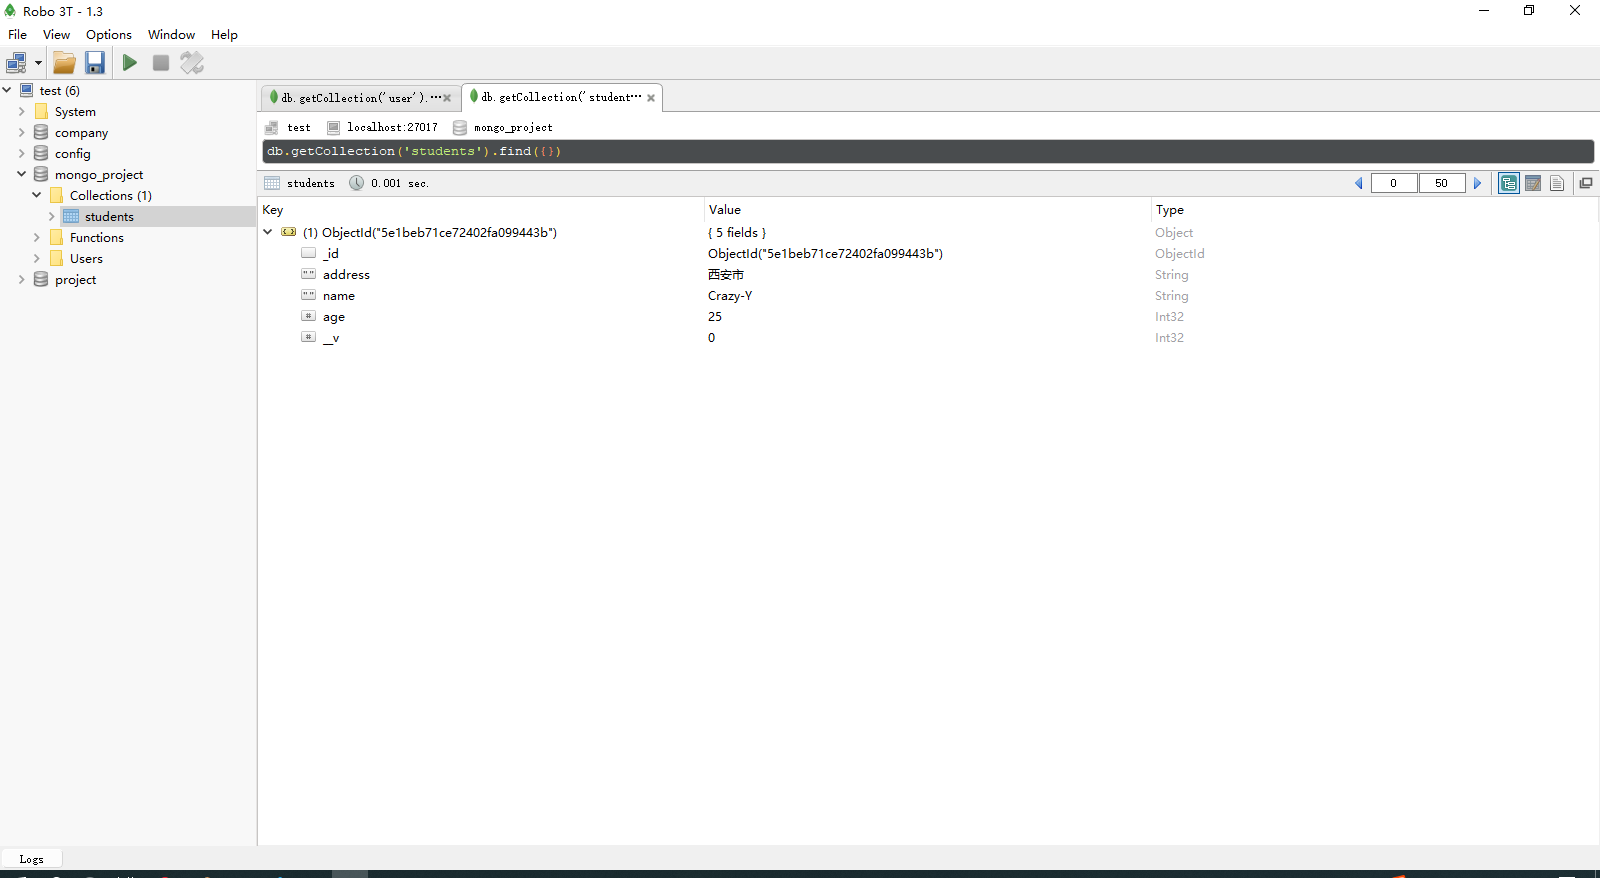 Robo 3T - 1.3
File View Options Window Help
test (6)
System
company
config
mongo_project
Collections (1)
students
Functions
Users
project
db.getCollection('user').··· db.getCollection('student···
test localhost:27017 mongo_project
db.getCollection('students').find({})
students 0.001 sec. 0 50
Key Value Type
(1) ObjectId("5e1beb71ce72402fa099443b") { 5 fields } Object
_id ObjectId("5e1beb71ce72402fa099443b") ObjectId
address 西安市 String
name Crazy-Y String
age 25 Int32
__v 0 Int32
Logs